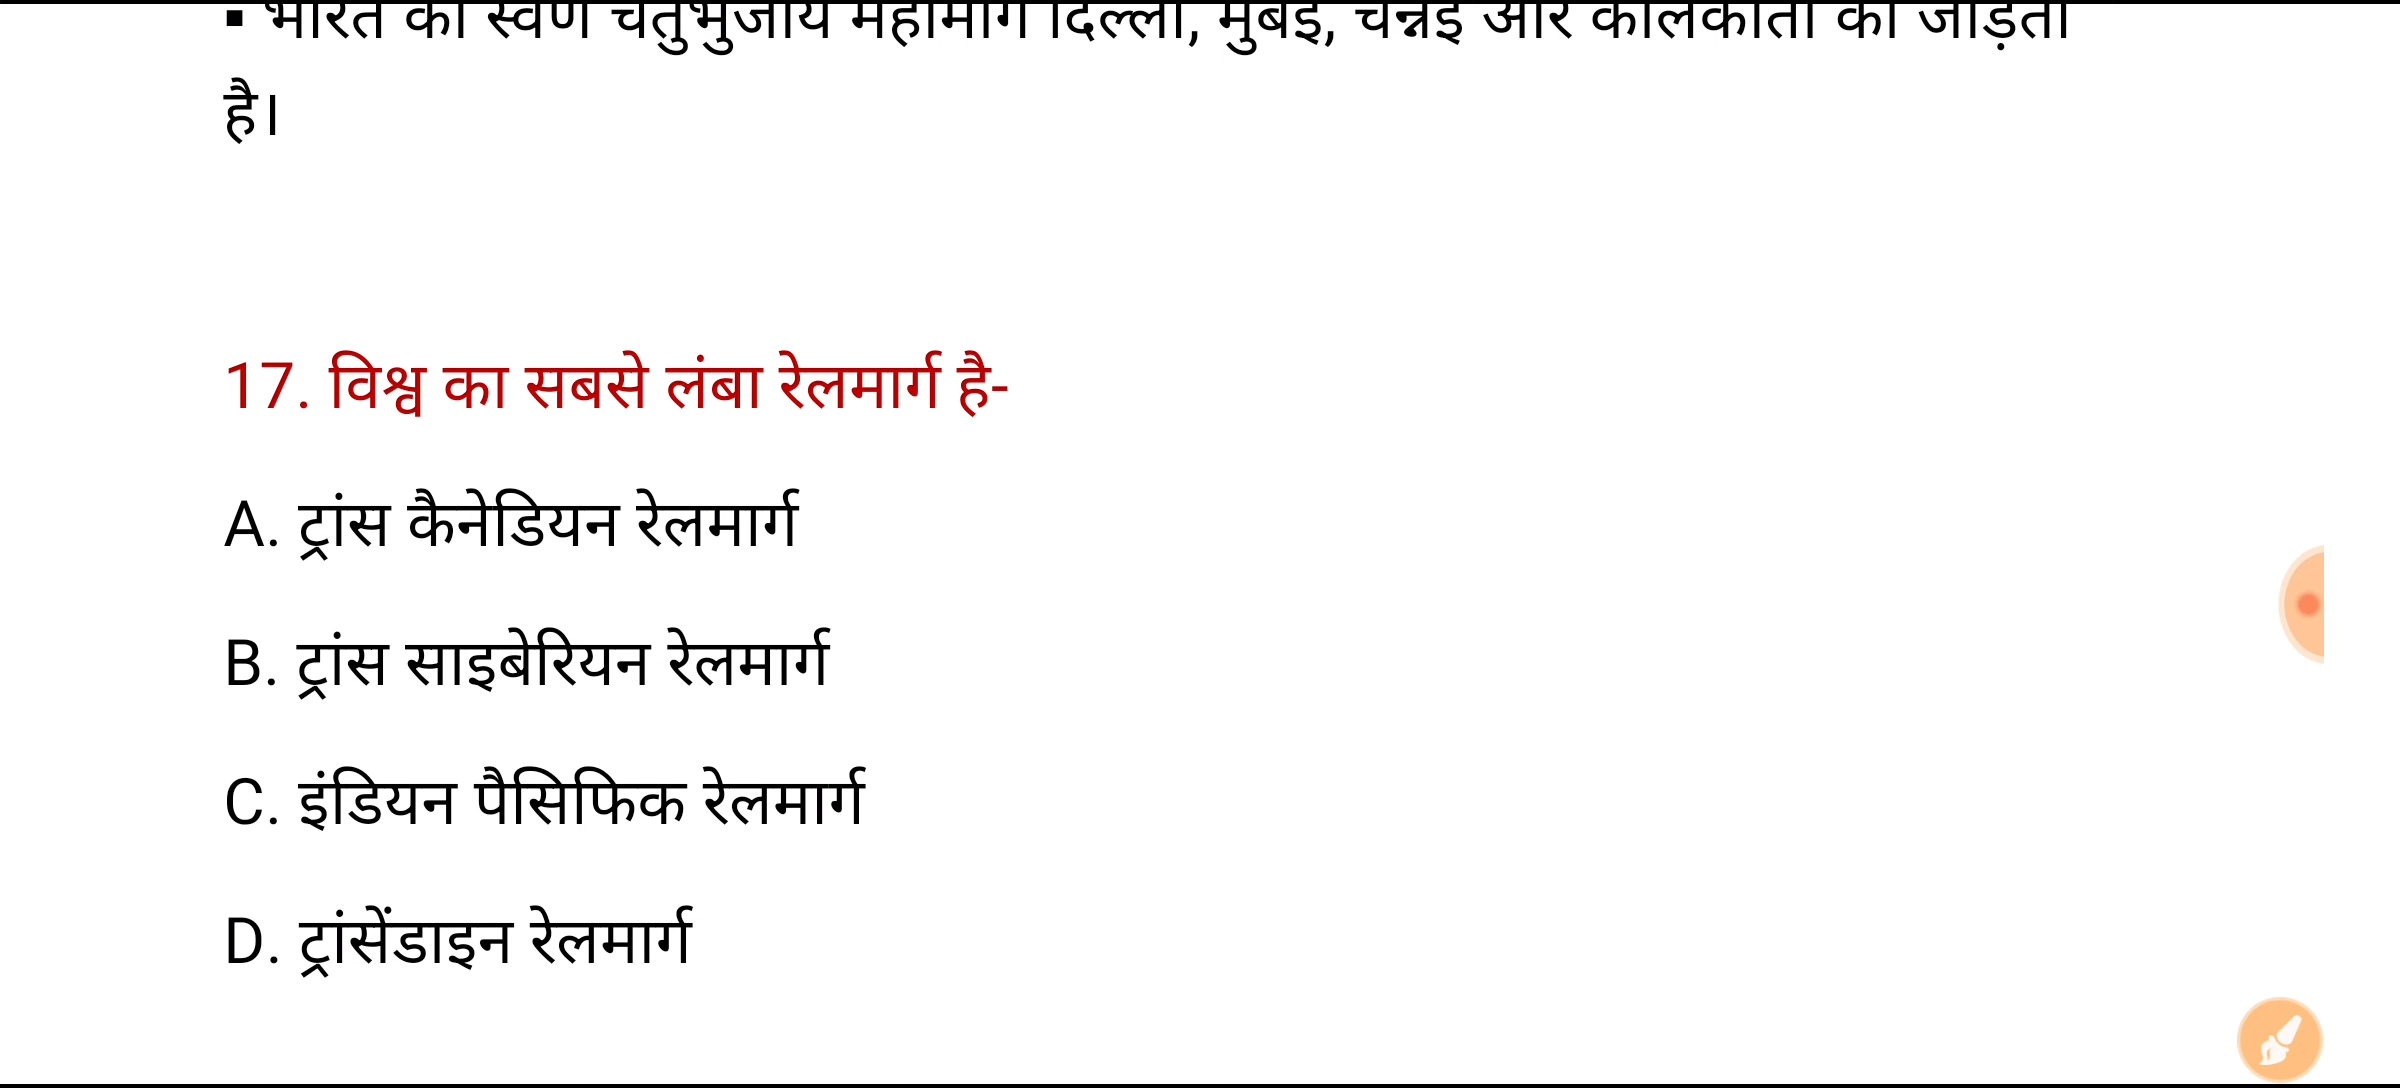 ▪ भारत का स्वर्ण चतुर्भुजीय महामार्ग दिल्ली, मुंबई, चेन्नई और कोलकाता को जोड़ता
है।
17. विश्व का सबसे लंबा रेलमार्ग है-
A. ट्रांस कैनेडियन रेलमार्ग
B. ट्रांस साइबेरियन रेलमार्ग
C. इंडियन पैसिफिक रेलमार्ग
D. ट्रांसेंडाइन रेलमार्ग